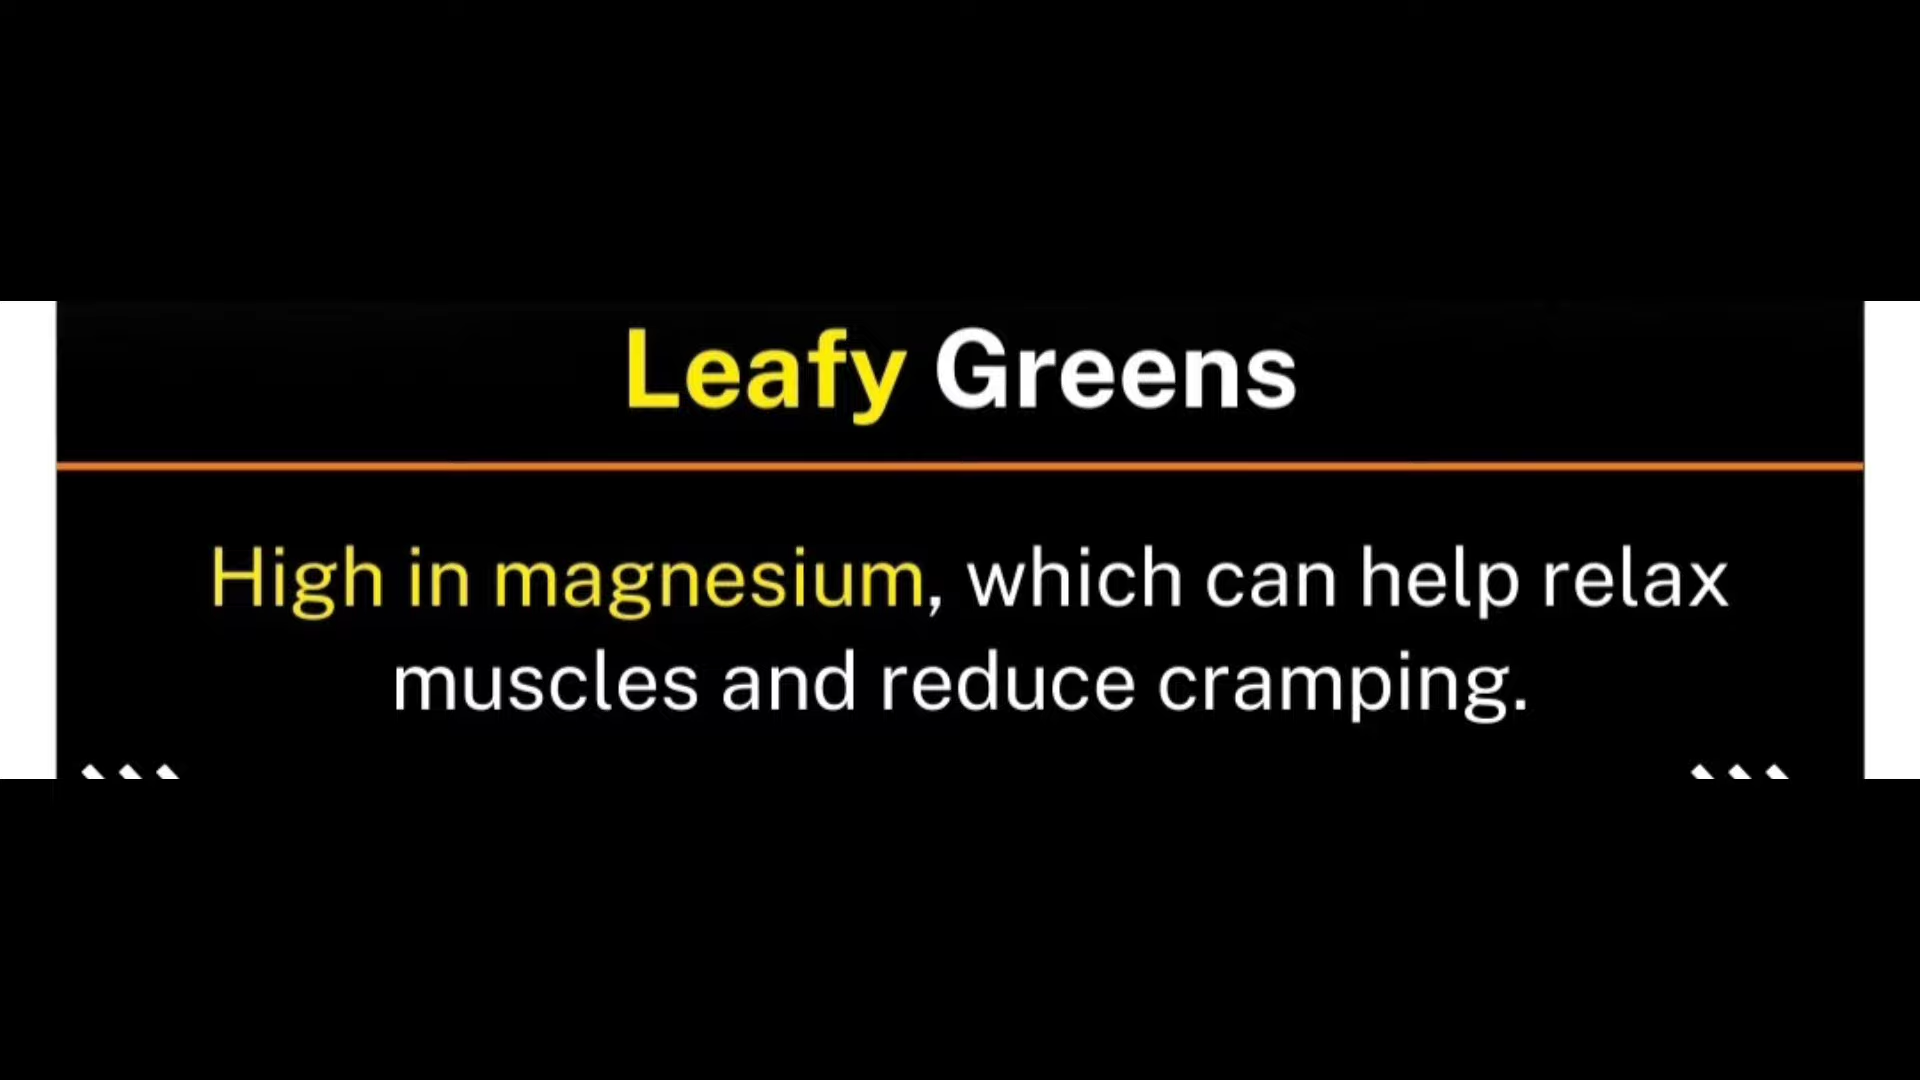 Leafy Greens
High in magnesium, which can help relax
muscles and reduce cramping.